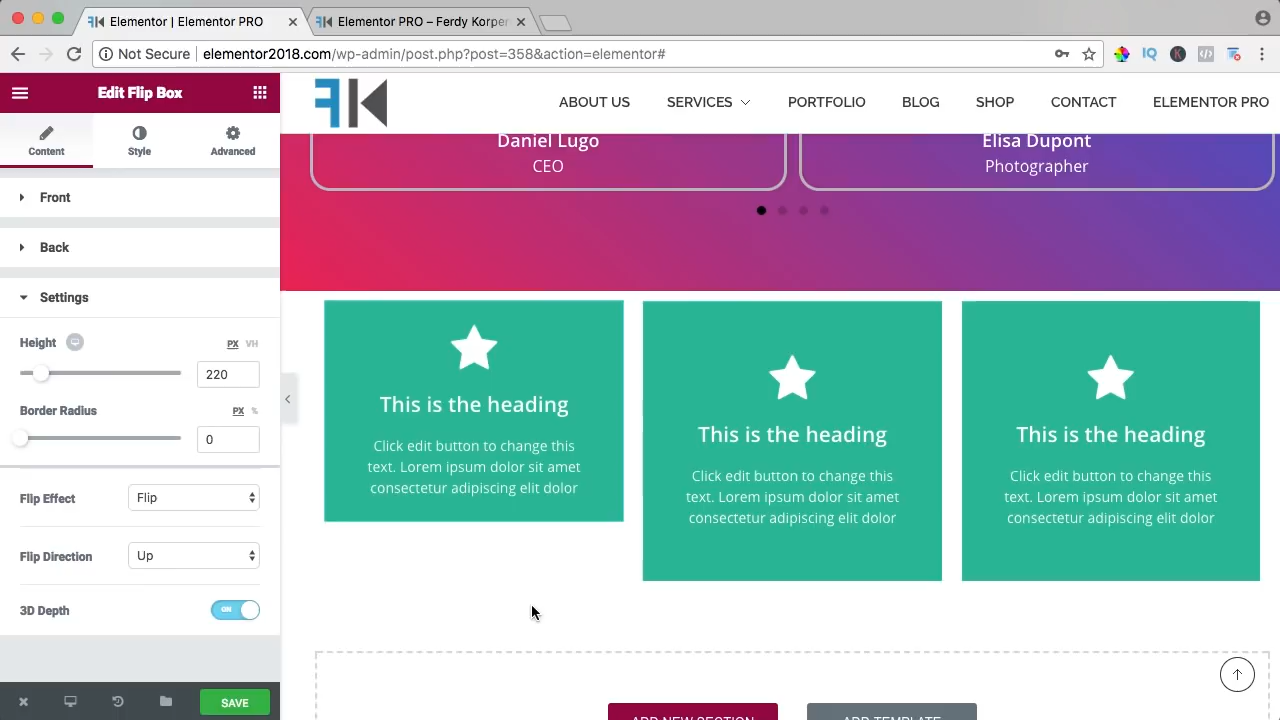 Elementor | Elementor PRO
Elementor PRO – Ferdy Korper
Not Secure
elementor2018.com/wp-admin/post.php?post=358&action=elementor#
Edit Flip Box
FK
ABOUT US
SERVICES
PORTFOLIO
BLOG
SHOP
CONTACT
ELEMENTOR PRO
Content
Style
Advanced
Daniel Lugo
CEO
Elisa Dupont
Photographer
Front
Back
Settings
Height
PX
VH
220
Border Radius
PX
%
0
Flip Effect
Flip
Flip Direction
Up
3D Depth
ON
This is the heading
Click edit button to change this
text. Lorem ipsum dolor sit amet
consectetur adipiscing elit dolor
This is the heading
Click edit button to change this
text. Lorem ipsum dolor sit amet
consectetur adipiscing elit dolor
This is the heading
Click edit button to change this
text. Lorem ipsum dolor sit amet
consectetur adipiscing elit dolor
SAVE
ADD NEW SECTION
ADD TEMPLATE